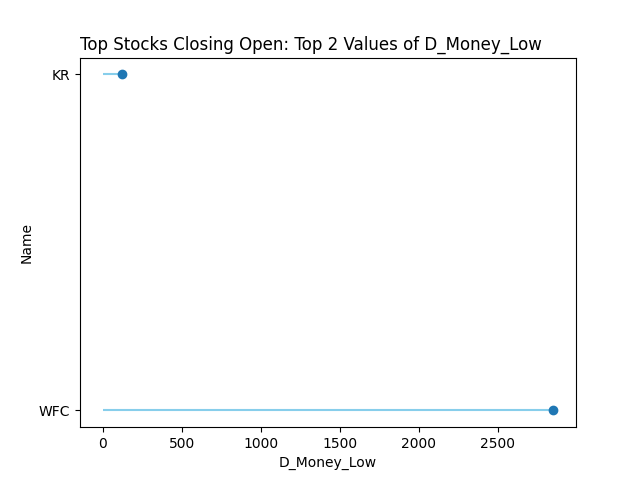 Top Stocks Closing Open: Top 2 Values of D_Money_Low
KR
Name
WFC
0 500 1000 1500 2000 2500
D_Money_Low